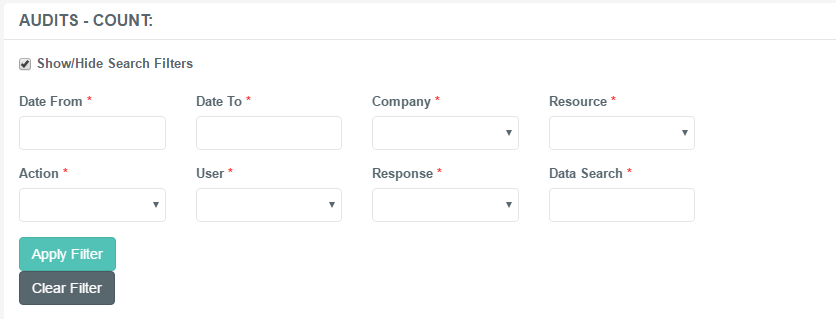 AUDITS - COUNT:
Show/Hide Search Filters
Date From * Date To * Company * Resource *
Action * User * Response * Data Search *
Apply Filter
Clear Filter